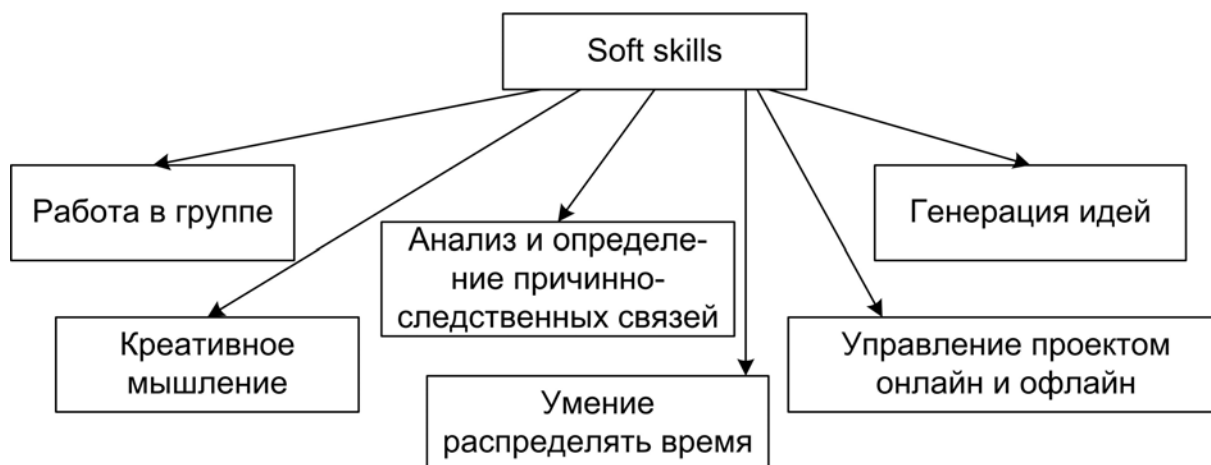 Soft skills
Работа в группе
Генерация идей
Анализ и определе-
ние причинно-
следственных связей
Креативное
мышление
Управление проектом
онлайн и офлайн
Умение
распределять время